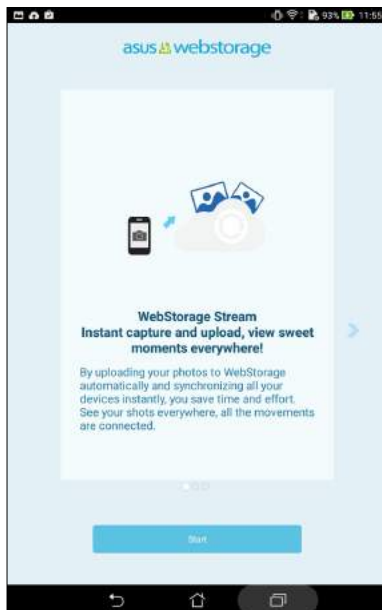 93% 11:55
asus webstorage
WebStorage Stream
Instant capture and upload, view sweet
moments everywhere!
By uploading your photos to WebStorage
automatically and synchronizing all your
devices instantly, you save time and effort.
See your shots everywhere, all the movements
are connected.
Start